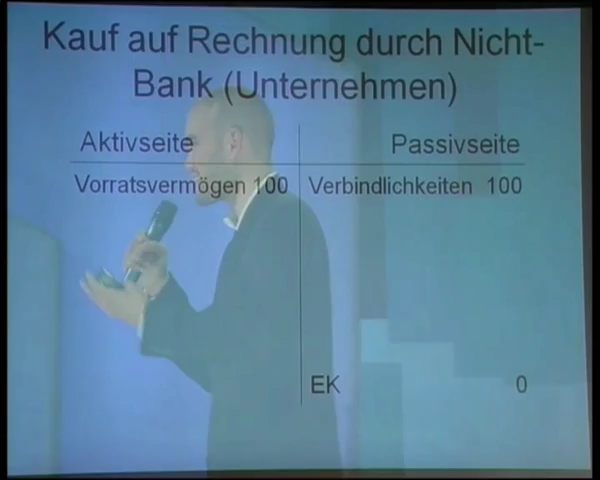 Kauf auf Rechnung durch Nicht-
Bank (Unternehmen)
Aktivseite Passivseite
Vorratsvermögen 100 Verbindlichkeiten 100
EK 0